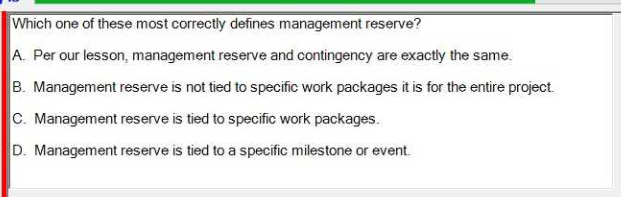 Which one of these most correctly defines management reserve?
A. Per our lesson, management reserve and contingency are exactly the same.
B. Management reserve is not tied to specific work packages it is for the entire project.
C. Management reserve is tied to specific work packages.
D. Management reserve is tied to a specific milestone or event.